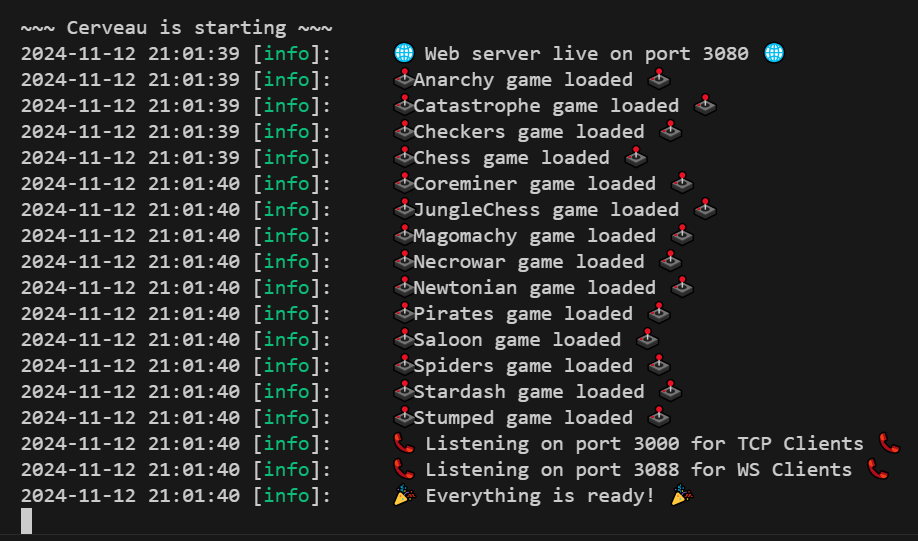 ~~~ Cerveau is starting ~~~
2024-11-12 21:01:39 [info]: 🌐 Web server live on port 3080 🌐
2024-11-12 21:01:39 [info]: 🕹️Anarchy game loaded 🕹️
2024-11-12 21:01:39 [info]: 🕹️Catastrophe game loaded 🕹️
2024-11-12 21:01:39 [info]: 🕹️Checkers game loaded 🕹️
2024-11-12 21:01:39 [info]: 🕹️Chess game loaded 🕹️
2024-11-12 21:01:40 [info]: 🕹️Coreminer game loaded 🕹️
2024-11-12 21:01:40 [info]: 🕹️JungleChess game loaded 🕹️
2024-11-12 21:01:40 [info]: 🕹️Magomachy game loaded 🕹️
2024-11-12 21:01:40 [info]: 🕹️Necrowar game loaded 🕹️
2024-11-12 21:01:40 [info]: 🕹️Newtonian game loaded 🕹️
2024-11-12 21:01:40 [info]: 🕹️Pirates game loaded 🕹️
2024-11-12 21:01:40 [info]: 🕹️Saloon game loaded 🕹️
2024-11-12 21:01:40 [info]: 🕹️Spiders game loaded 🕹️
2024-11-12 21:01:40 [info]: 🕹️Stardash game loaded 🕹️
2024-11-12 21:01:40 [info]: 🕹️Stumped game loaded 🕹️
2024-11-12 21:01:40 [info]: 📞 Listening on port 3000 for TCP Clients 📞
2024-11-12 21:01:40 [info]: 📞 Listening on port 3088 for WS Clients 📞
2024-11-12 21:01:40 [info]: 🎉 Everything is ready! 🎉